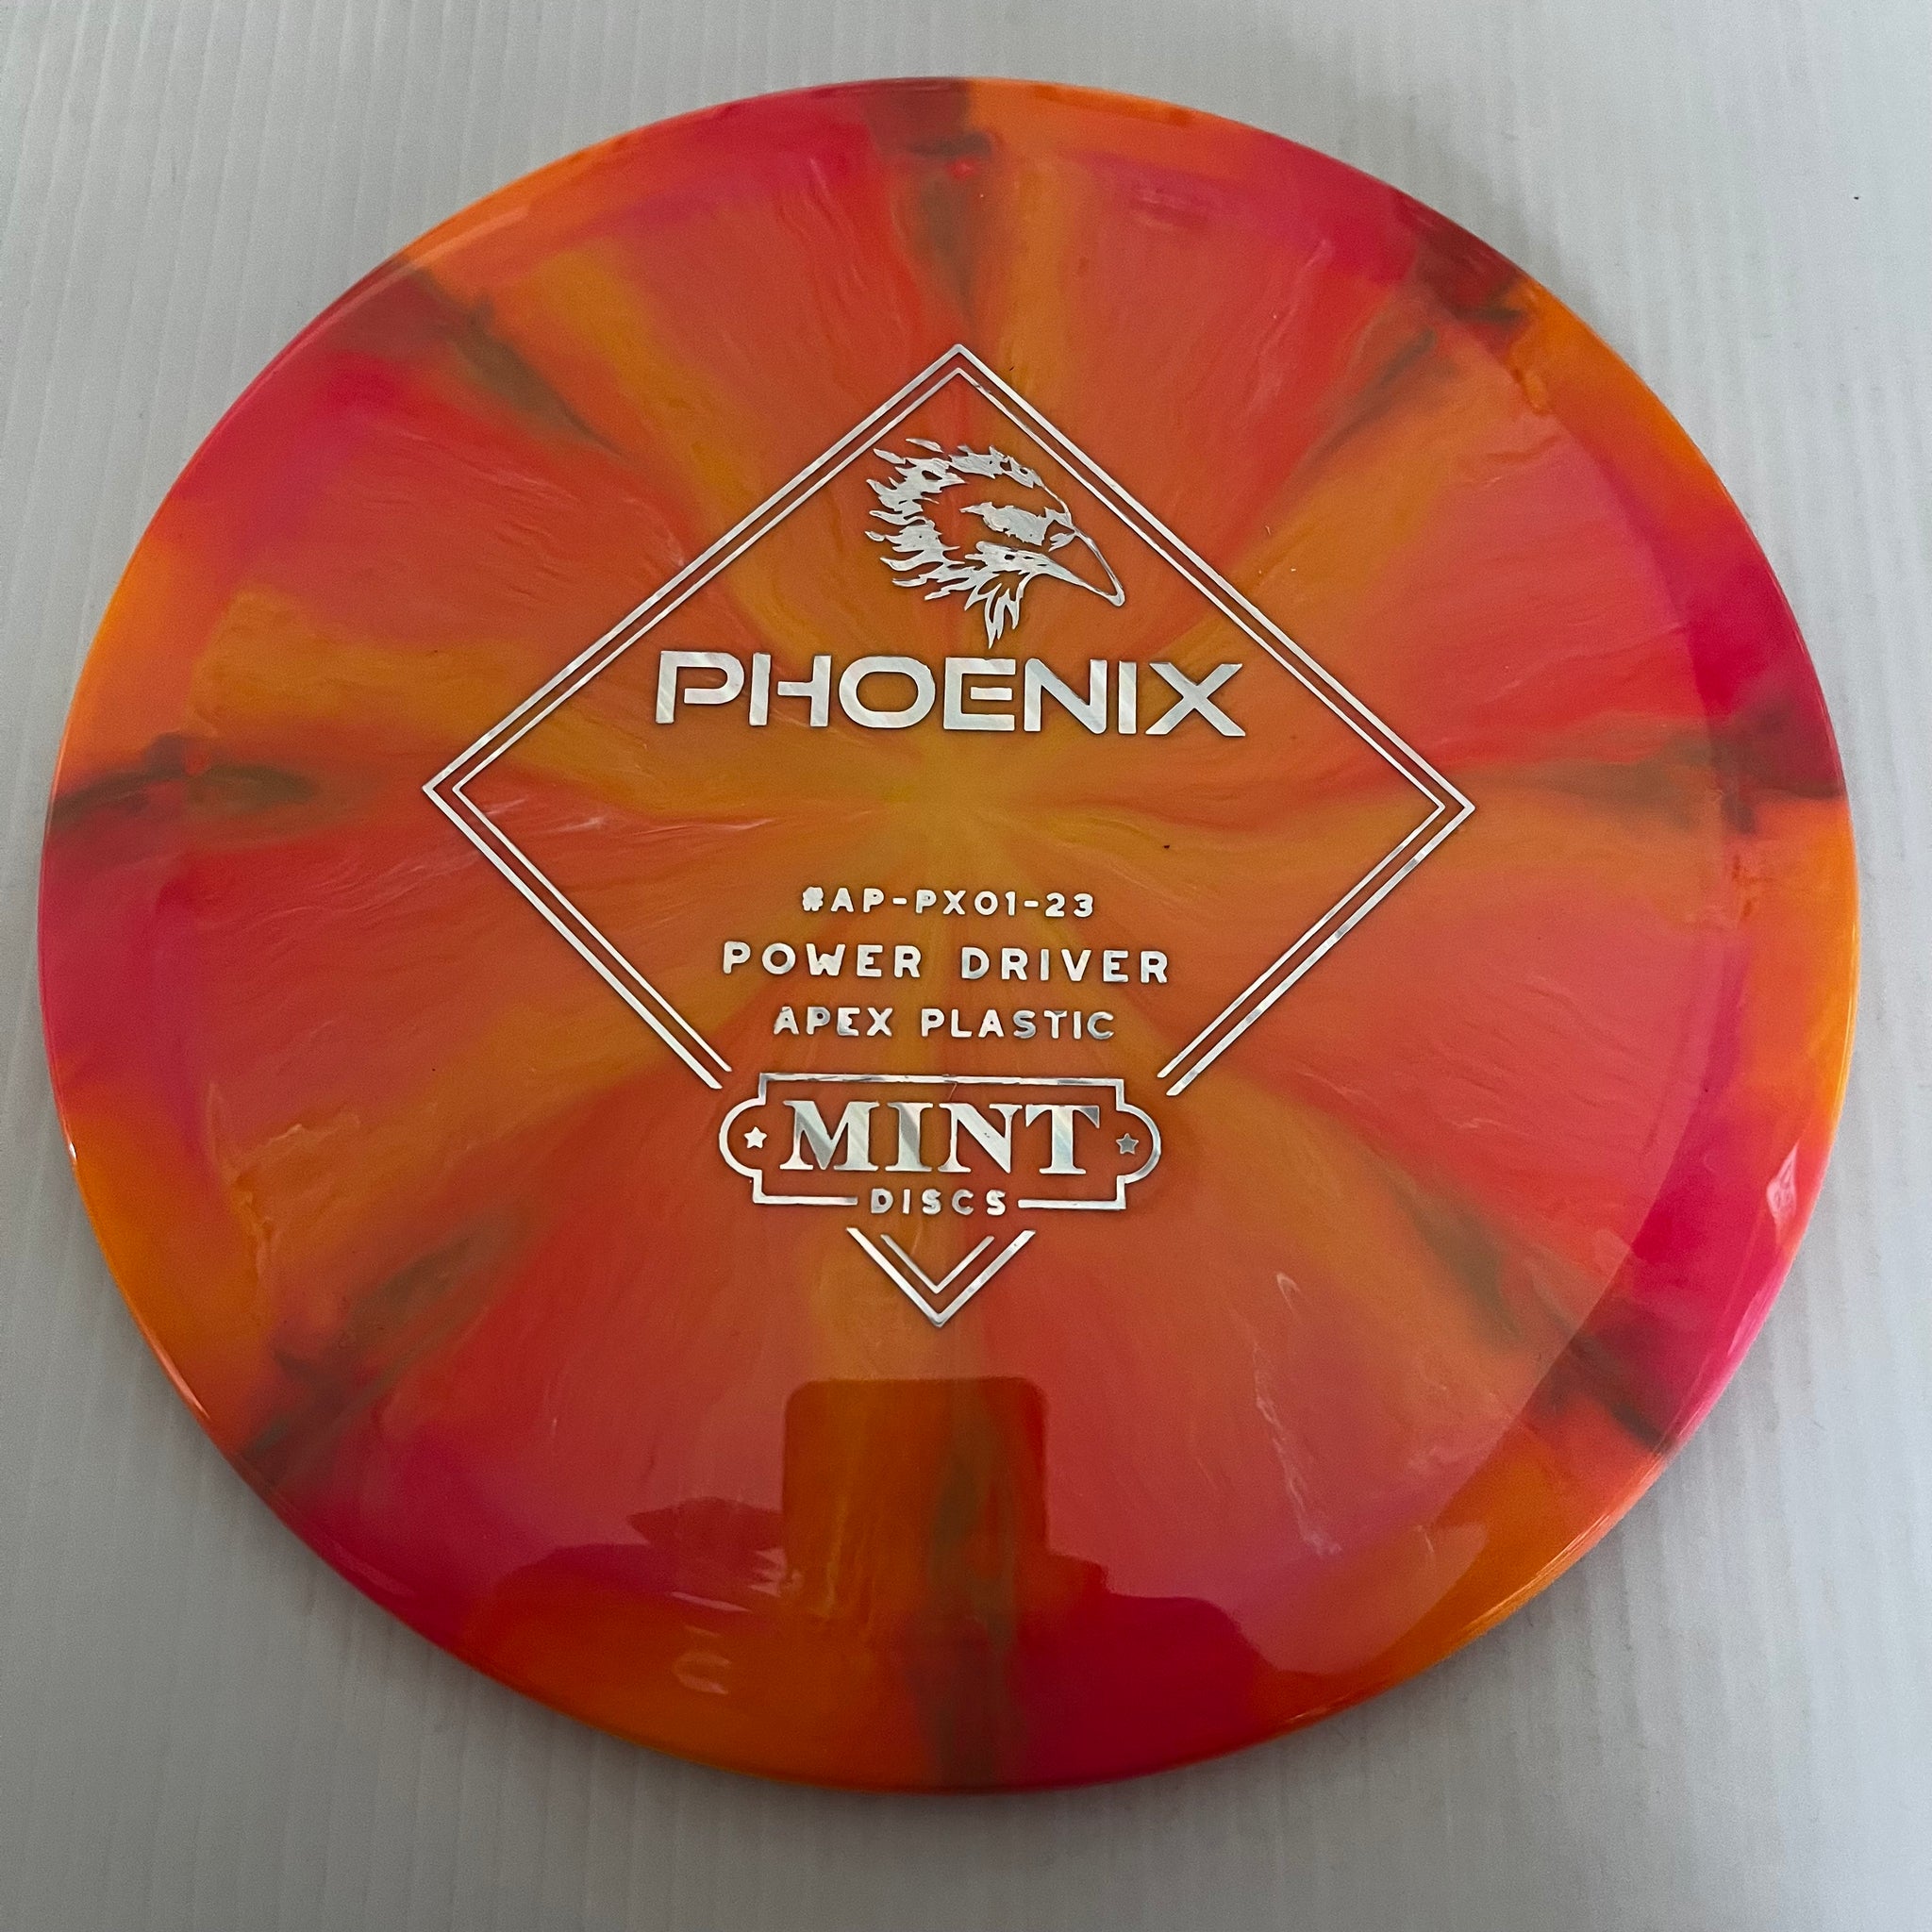 PHOENIX
#AP-PX01-23
POWER DRIVER
APEX PLASTIC
MINT
DISCS